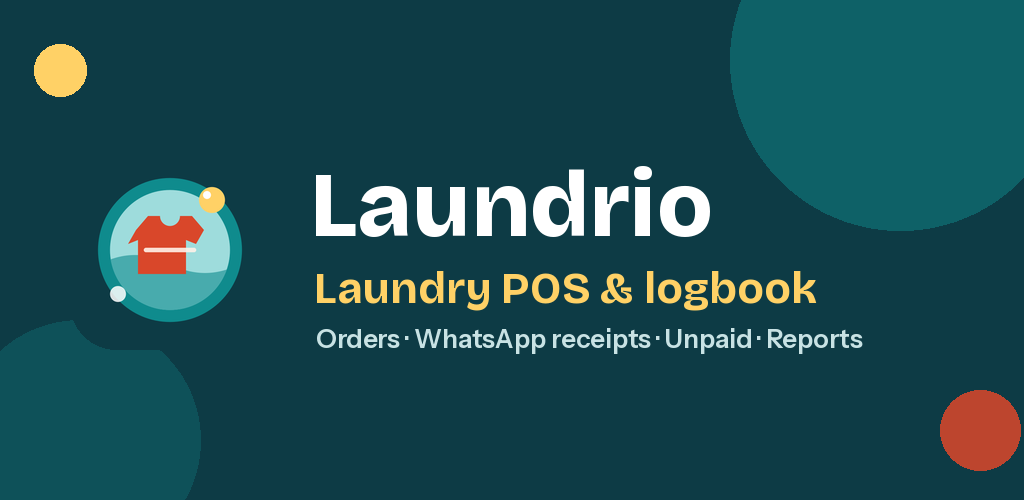 Laundrio
Laundry POS & logbook
Orders · WhatsApp receipts · Unpaid · Reports